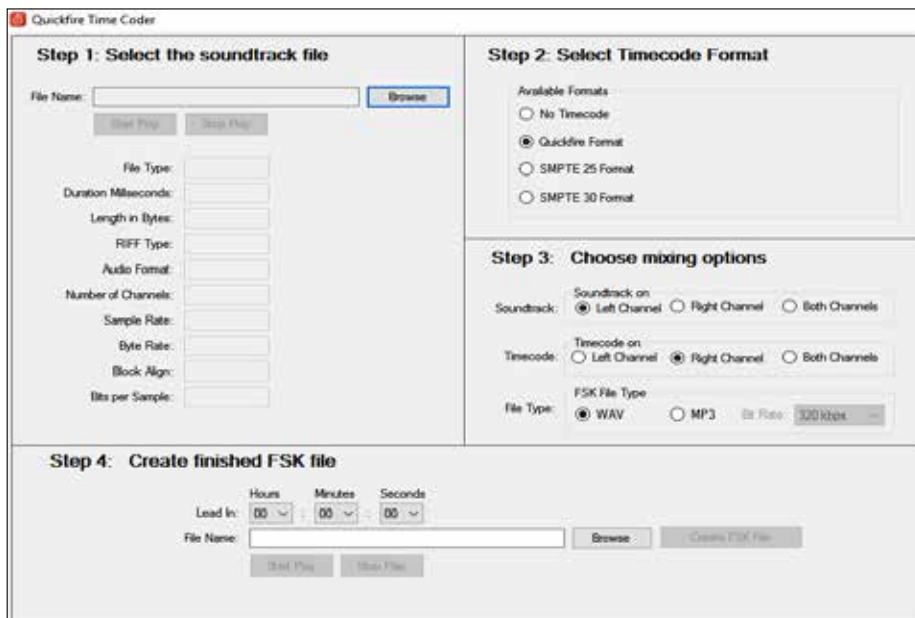 Quickfire Time Coder
Step 1: Select the soundtrack file
File Name:
Browse
Start Play
Stop Play
File Type:
Duration Milliseconds:
Length in Bytes:
RIFF Type:
Audio Format:
Number of Channels:
Sample Rate:
Byte Rate:
Block Align:
Bits per Sample:
Step 2: Select Timecode Format
Available Formats
No Timecode
Quickfire Format
SMPTE 25 Format
SMPTE 30 Format
Step 3: Choose mixing options
Soundtrack on
Soundtrack: Left Channel Right Channel Both Channels
Timecode on
Timecode: Left Channel Right Channel Both Channels
FSK File Type
File Type: WAV MP3 Bit Rate: 320 kbps
Step 4: Create finished FSK file
Hours Minutes Seconds
Lead In: 00 : 00 : 00
File Name: Browse Create FSK File
Start Play Stop Play